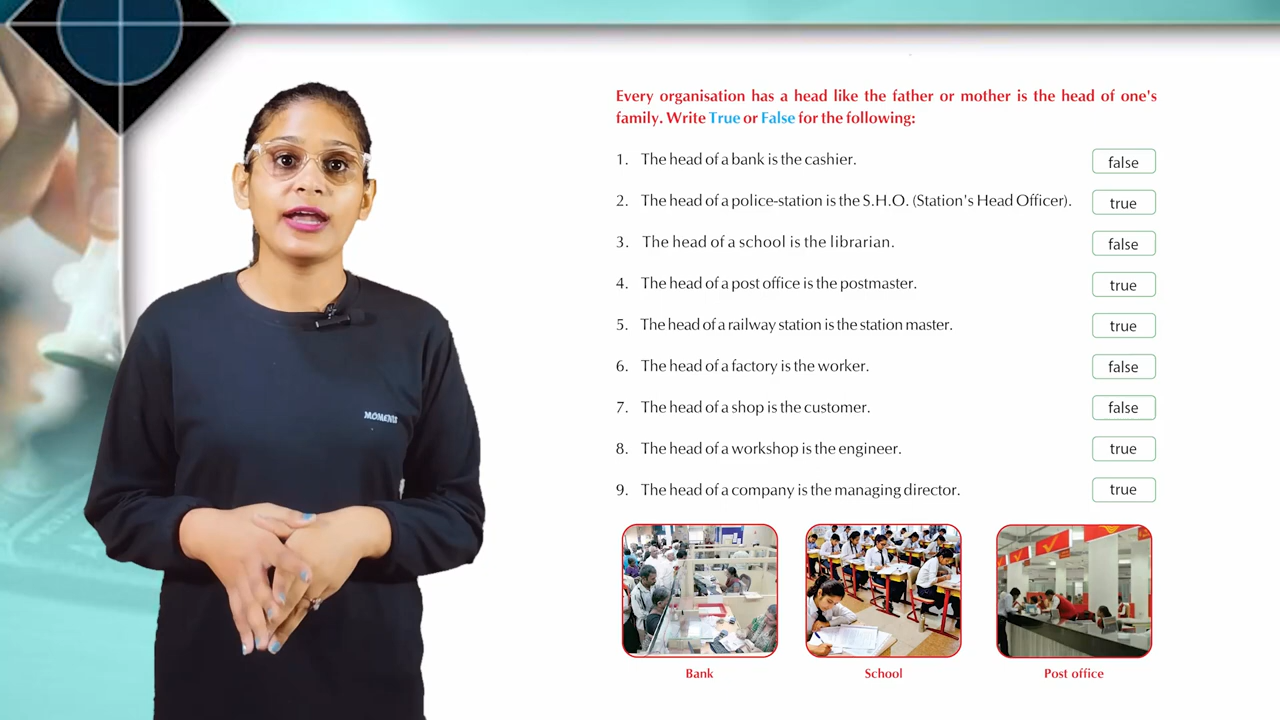 Every organisation has a head like the father or mother is the head of one's
family. Write True or False for the following:
1. The head of a bank is the cashier. false
2. The head of a police-station is the S.H.O. (Station's Head Officer). true
3. The head of a school is the librarian. false
4. The head of a post office is the postmaster. true
5. The head of a railway station is the station master. true
6. The head of a factory is the worker. false
7. The head of a shop is the customer. false
8. The head of a workshop is the engineer. true
9. The head of a company is the managing director. true
MOMENTS
Bank School Post office